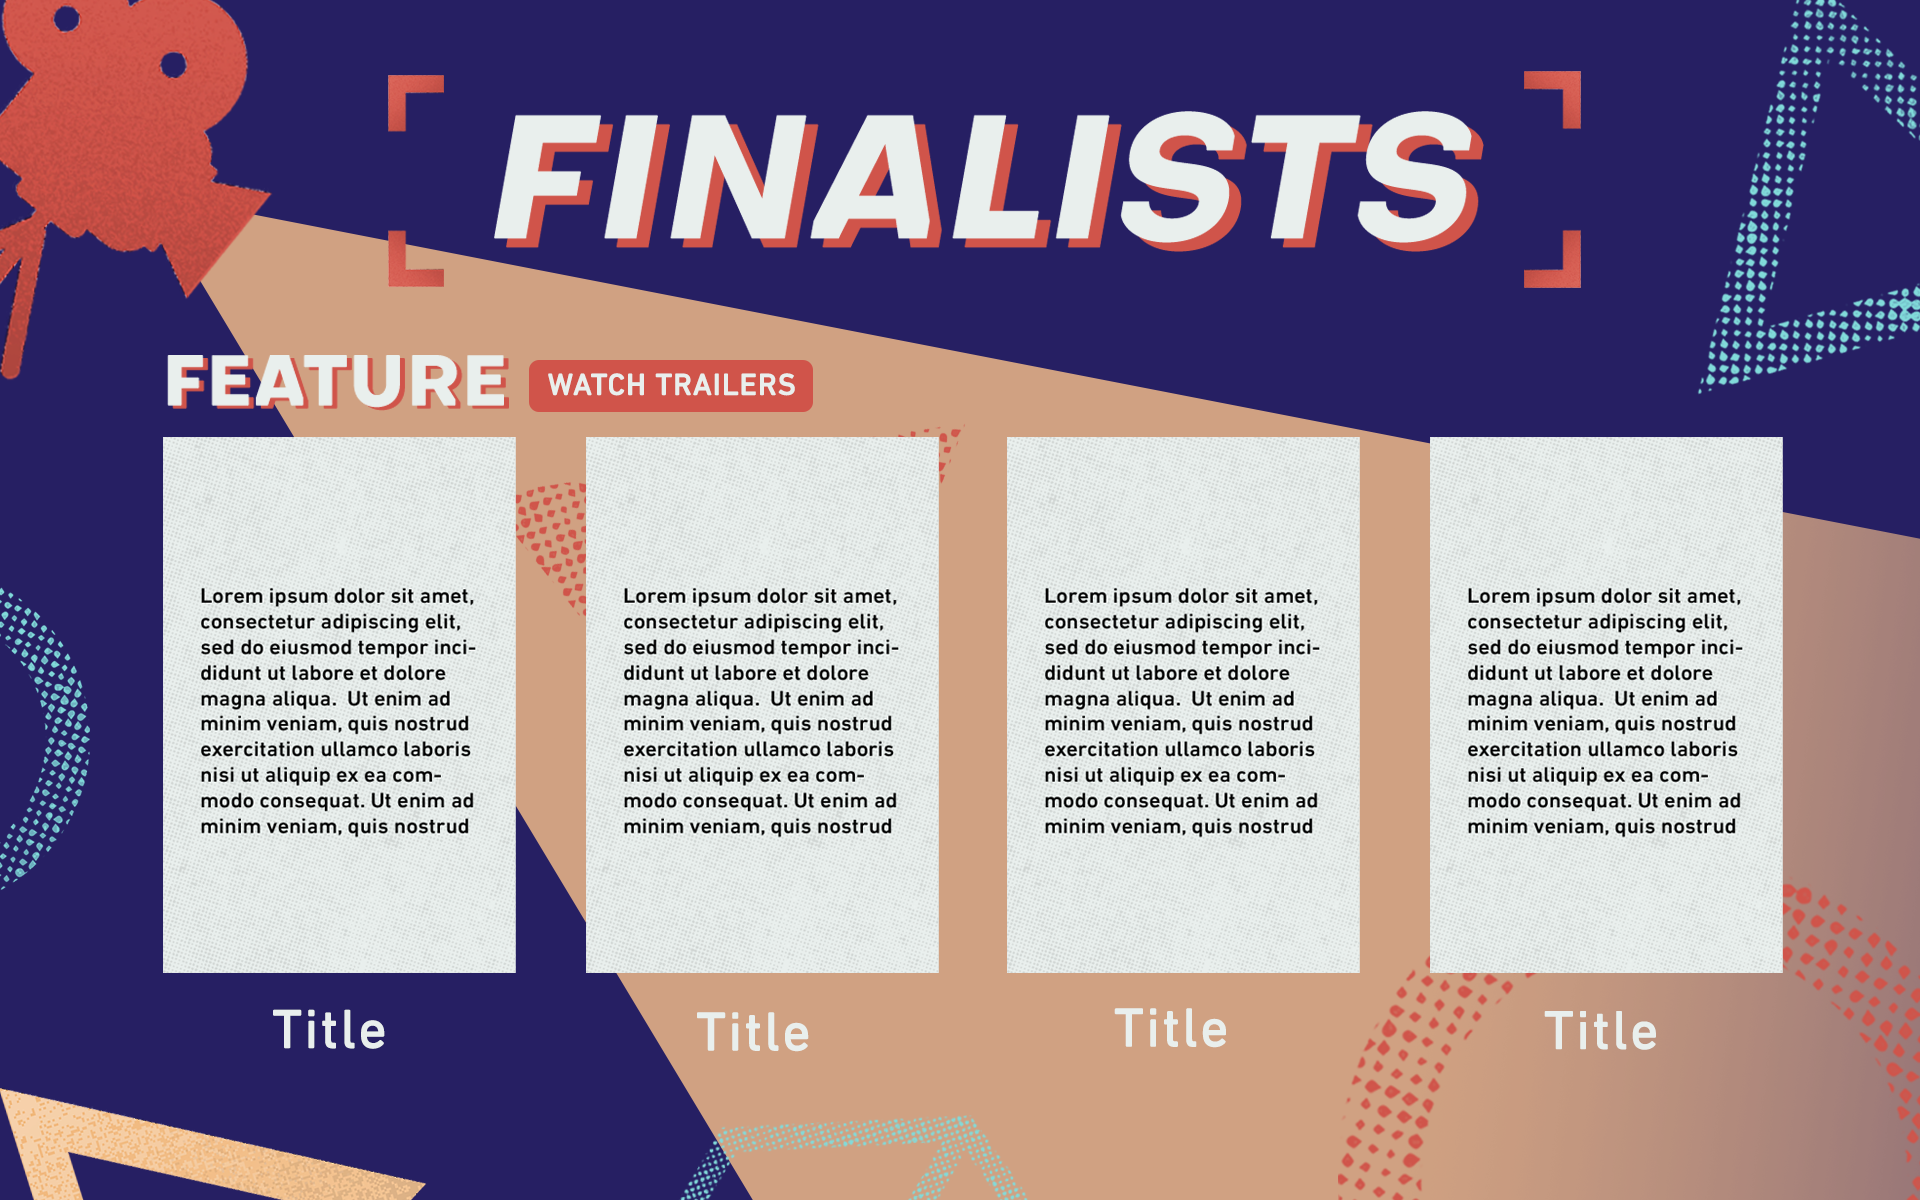 FINALISTS
FEATURE
WATCH TRAILERS
Lorem ipsum dolor sit amet,
consectetur adipiscing elit,
sed do eiusmod tempor inci-
didunt ut labore et dolore
magna aliqua.  Ut enim ad
minim veniam, quis nostrud
exercitation ullamco laboris
nisi ut aliquip ex ea com-
modo consequat. Ut enim ad
minim veniam, quis nostrud
Title
Lorem ipsum dolor sit amet,
consectetur adipiscing elit,
sed do eiusmod tempor inci-
didunt ut labore et dolore
magna aliqua.  Ut enim ad
minim veniam, quis nostrud
exercitation ullamco laboris
nisi ut aliquip ex ea com-
modo consequat. Ut enim ad
minim veniam, quis nostrud
Title
Lorem ipsum dolor sit amet,
consectetur adipiscing elit,
sed do eiusmod tempor inci-
didunt ut labore et dolore
magna aliqua.  Ut enim ad
minim veniam, quis nostrud
exercitation ullamco laboris
nisi ut aliquip ex ea com-
modo consequat. Ut enim ad
minim veniam, quis nostrud
Title
Lorem ipsum dolor sit amet,
consectetur adipiscing elit,
sed do eiusmod tempor inci-
didunt ut labore et dolore
magna aliqua.  Ut enim ad
minim veniam, quis nostrud
exercitation ullamco laboris
nisi ut aliquip ex ea com-
modo consequat. Ut enim ad
minim veniam, quis nostrud
Title